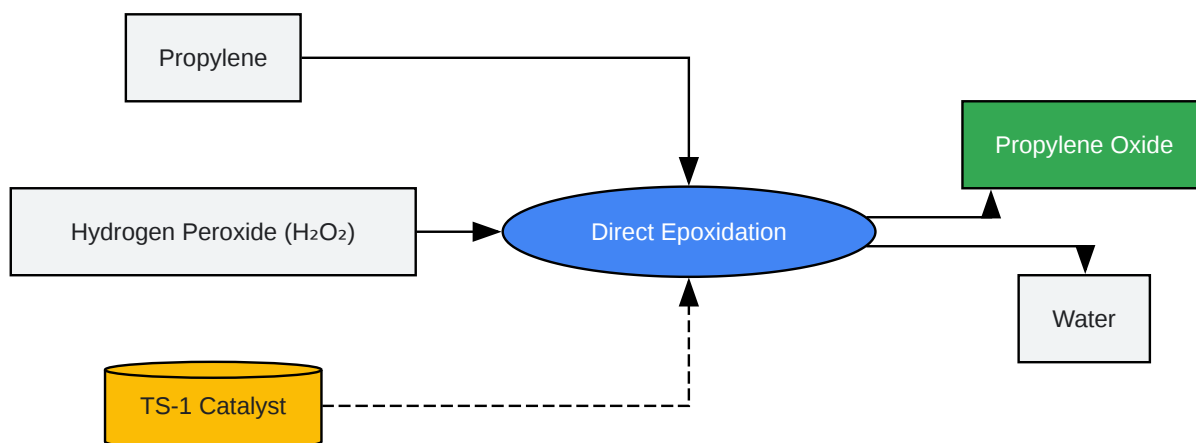 Propylene
Propylene Oxide
Hydrogen Peroxide (H₂O₂)
Direct Epoxidation
Water
TS-1 Catalyst